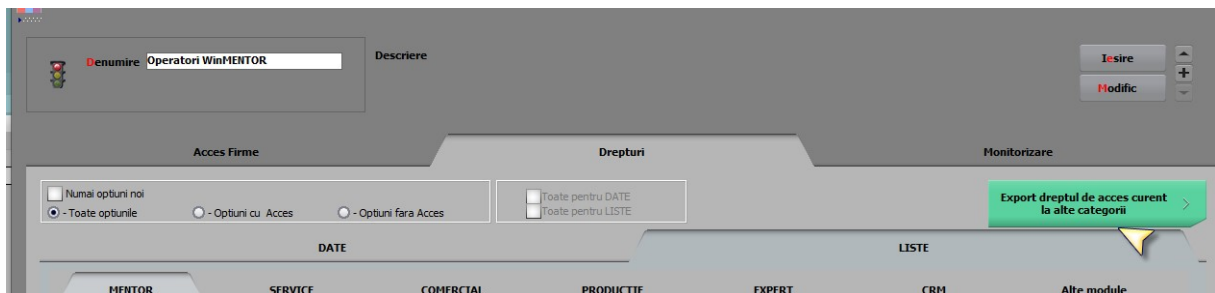 Denumire Operatori WinMENTOR
Descriere
Iesire
Modific
Acces Firme
Drepturi
Monitorizare
Numai optiuni noi
- Toate optiunile
- Optiuni cu Acces
- Optiuni fara Acces
Toate pentru DATE
Toate pentru LISTE
Export dreptul de acces curent
la alte categorii
DATE
LISTE
MENTOR
SERVICE
COMERCIAL
PRODUCTIE
EXPERT
CRM
Alte module